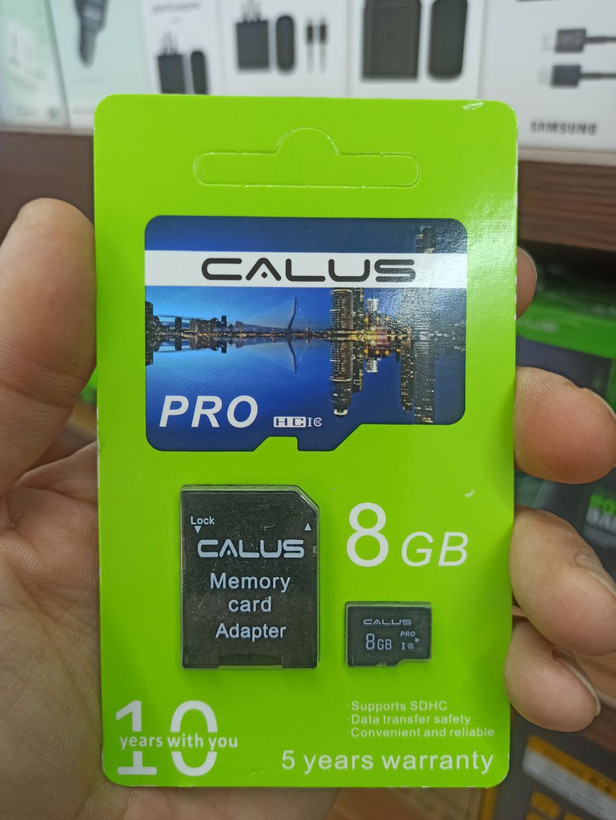 SAMSUNG
CALUS
PRO HC I
8 GB
Lock
CALUS
Memory
card
Adapter
CALUS
PRO
8GB
10
years with you
·Supports SDHC
·Data transfer safety
·Convenient and reliable
5 years warranty